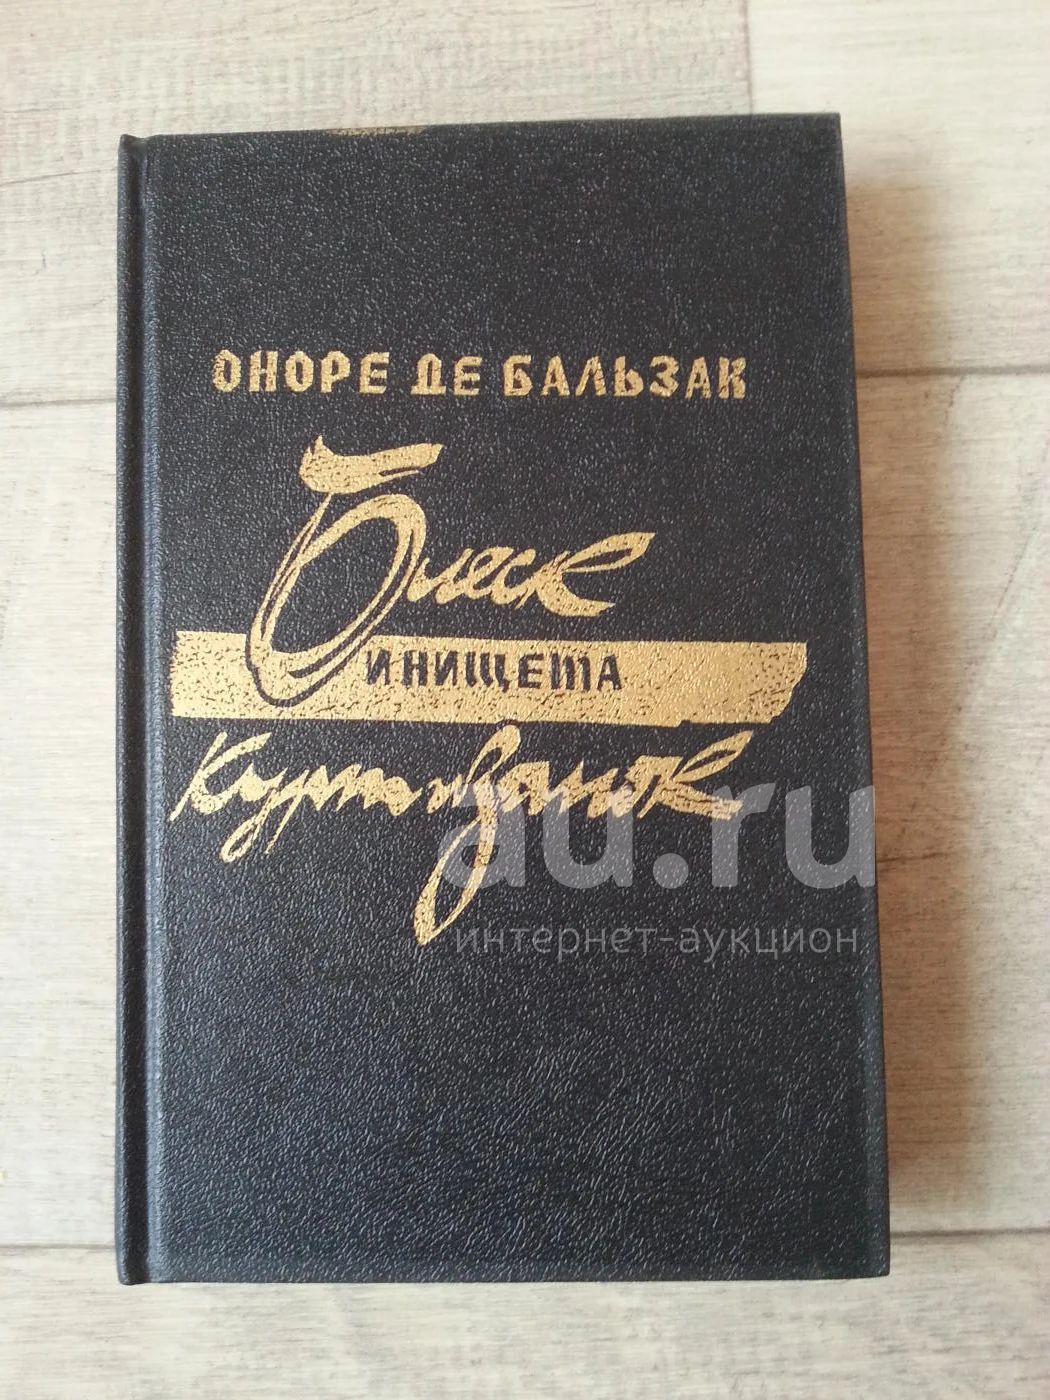 ОНОРЕ ДЕ БАЛЬЗАК
Блеск
И НИЩЕТА
куртизанок
au.ru
интернет-аукцион